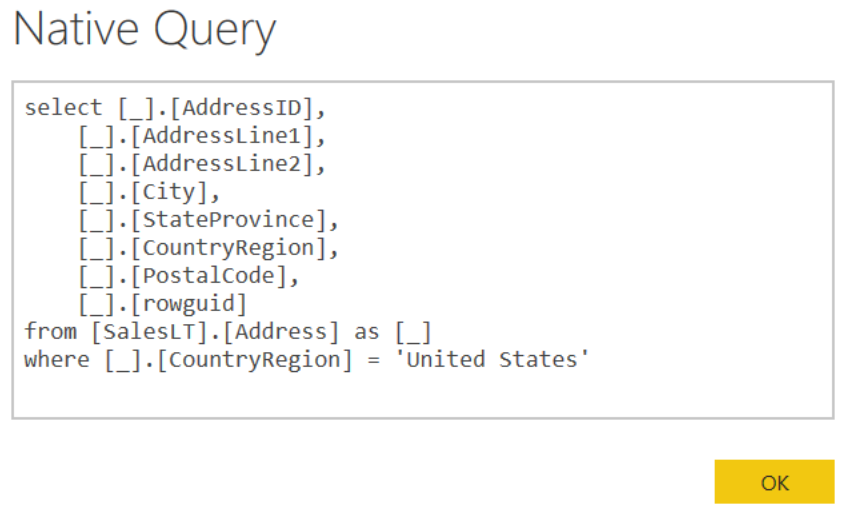 Native Query
select [_].[AddressID],
[_].[AddressLine1],
[_].[AddressLine2],
[_].[City],
[_].[StateProvince],
[_].[CountryRegion],
[_].[PostalCode],
[_].[rowguid]
from [SalesLT].[Address] as [_]
where [_].[CountryRegion] = 'United States'
OK